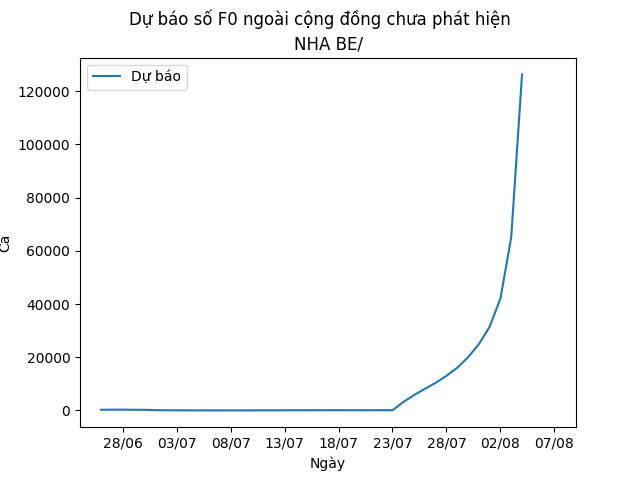 Dự báo số F0 ngoài cộng đồng chưa phát hiện
NHA BE/
Dự báo
120000
100000
80000
60000
40000
20000
0
Ca
28/06 03/07 08/07 13/07 18/07 23/07 28/07 02/08 07/08
Ngày